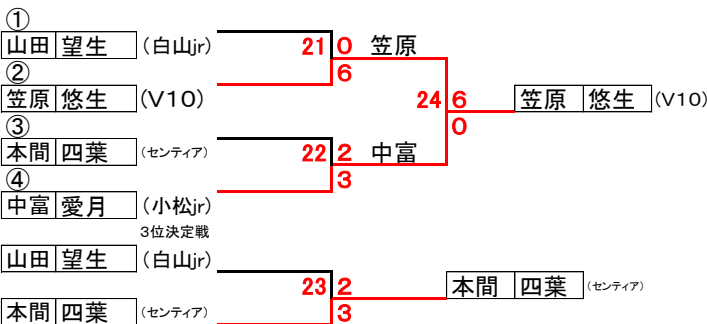 ①
山田 望生 （白山jr） 21 0 笠原
② 6
笠原 悠生 （V10） 24 6 笠原 悠生 （V10）
③ 0
本間 四葉 （センティア） 22 2 中富
④ 3
中富 愛月 （小松jr）
3位決定戦
山田 望生 （白山jr）
23 2 本間 四葉 （センティア）
本間 四葉 （センティア） 3